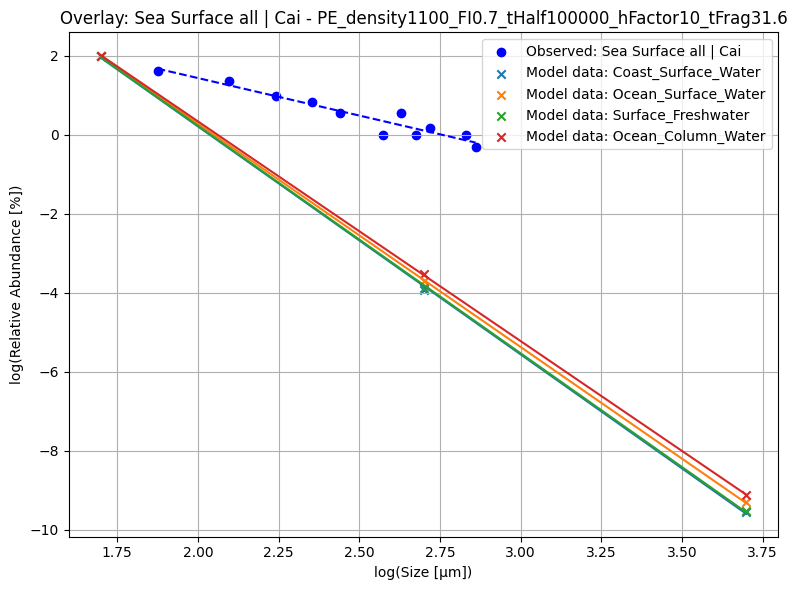 Overlay: Sea Surface all | Cai - PE_density1100_FI0.7_tHalf100000_hFactor10_tFrag31.6
Observed: Sea Surface all | Cai
Model data: Coast_Surface_Water
Model data: Ocean_Surface_Water
Model data: Surface_Freshwater
Model data: Ocean_Column_Water
log(Relative Abundance [%])
2
0
−2
−4
−6
−8
−10
1.75 2.00 2.25 2.50 2.75 3.00 3.25 3.50 3.75
log(Size [µm])